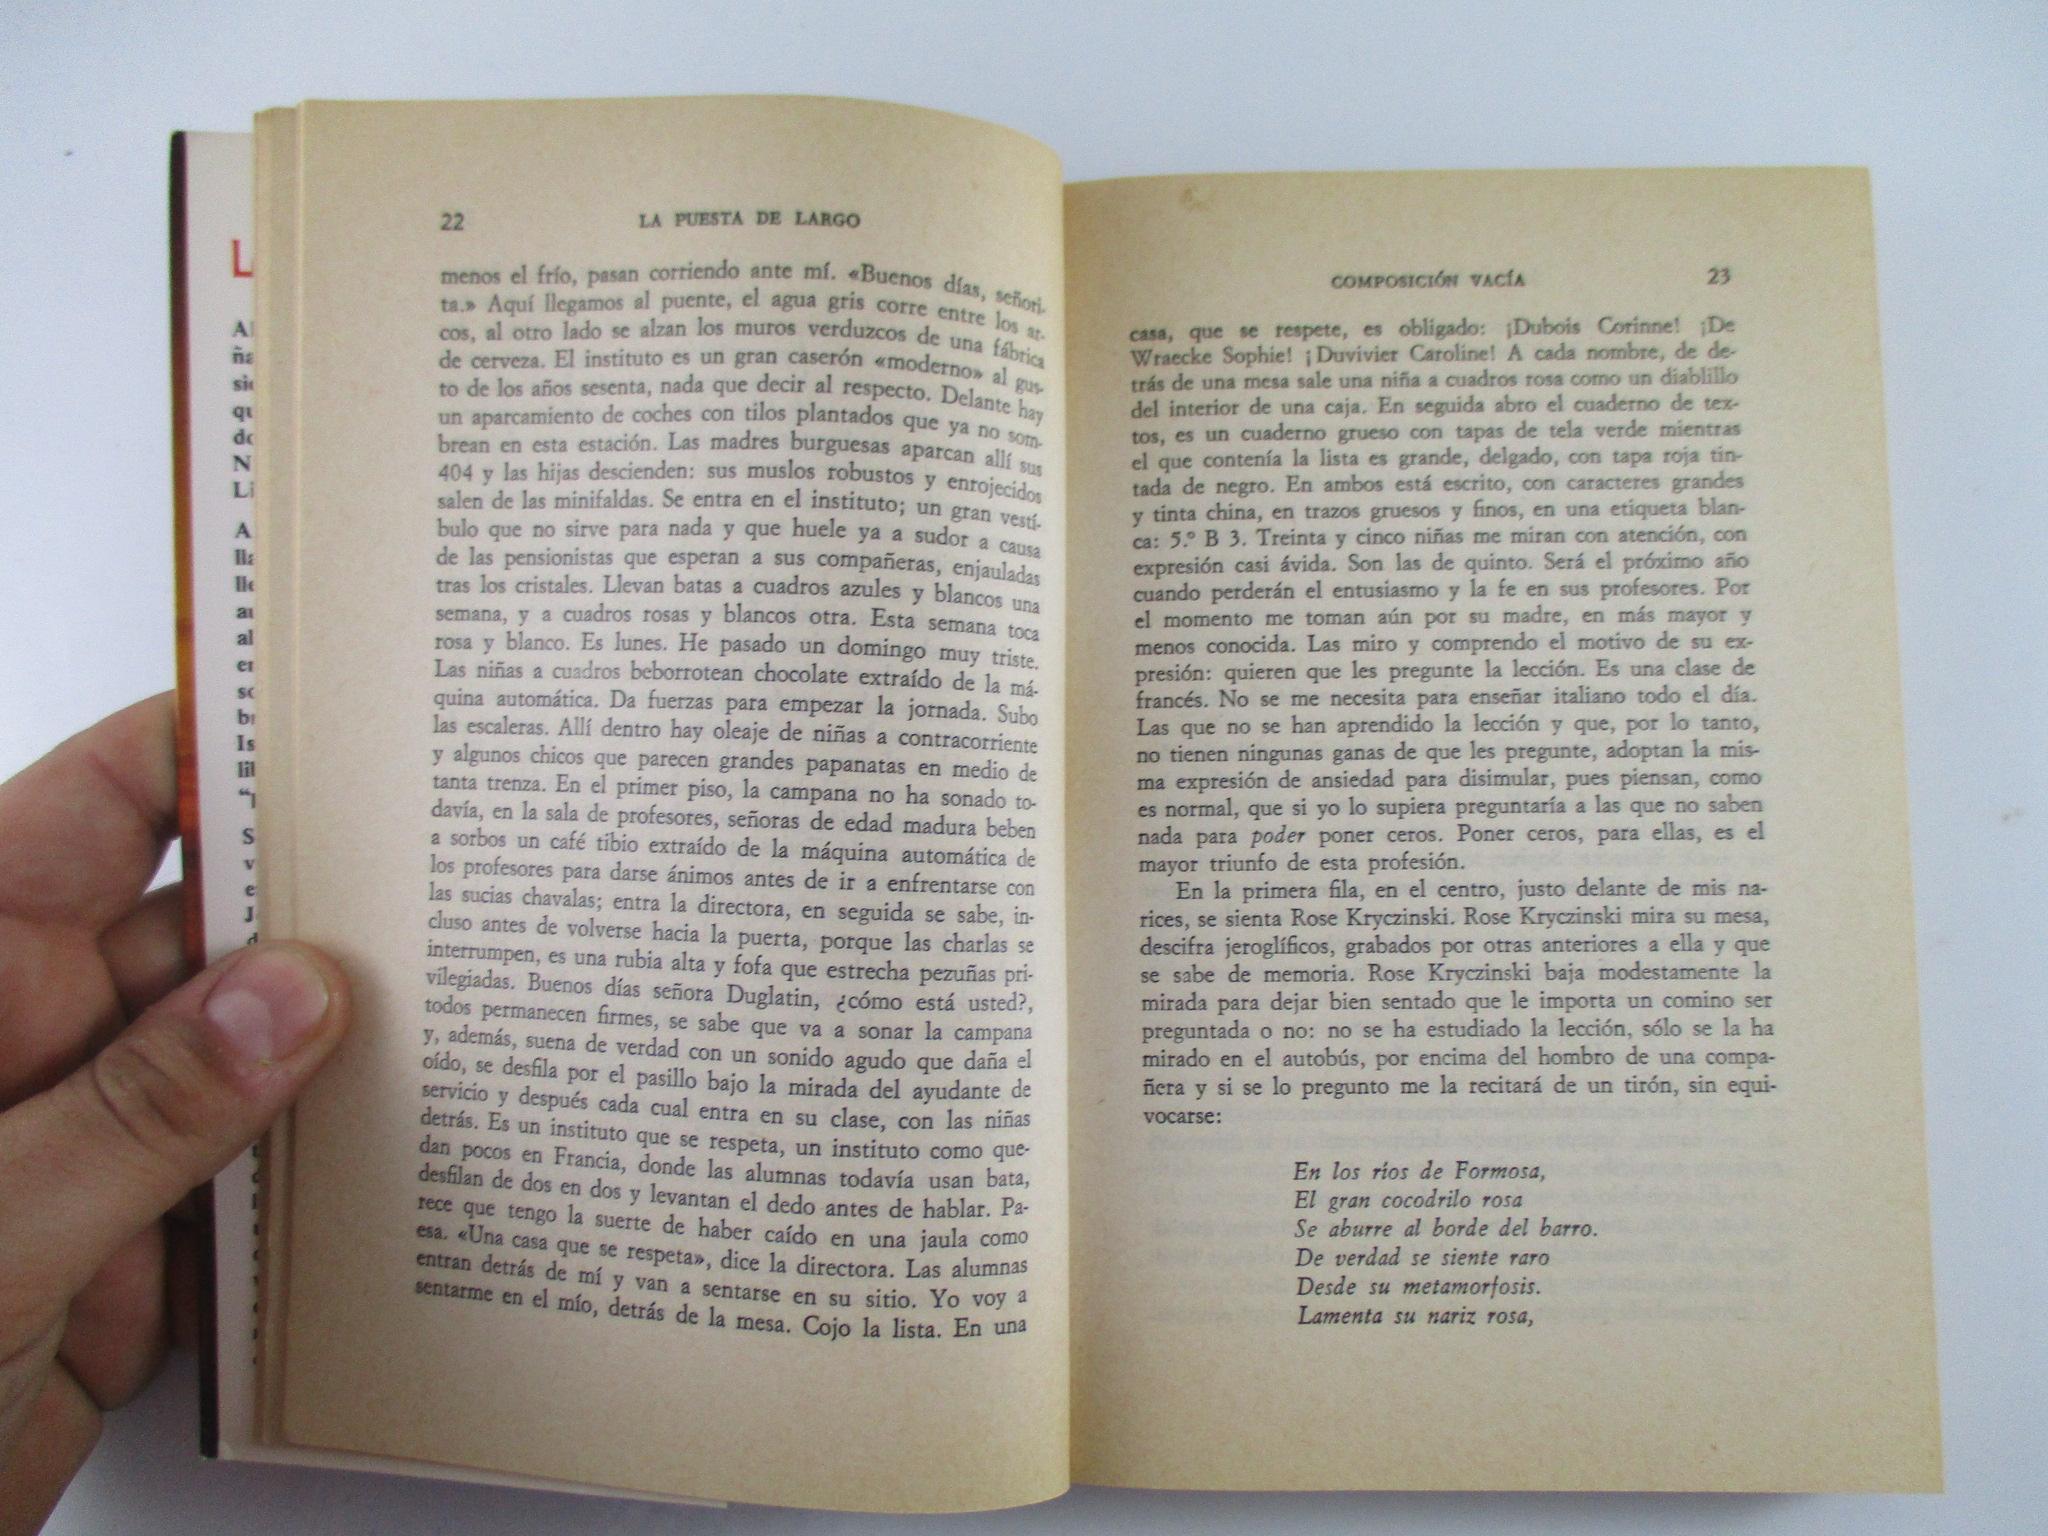 22
LA PUESTA DE LARGO
menos el frío, pasan corriendo ante mí. «Buenos días, señori-
ta.» Aquí llegamos al puente, el agua gris corre entre los ar-
cos, al otro lado se alzan los muros verduzcos de una fábrica
de cerveza. El instituto es un gran caserón «moderno» al gus-
to de los años sesenta, nada que decir al respecto. Delante hay
un aparcamiento de coches con tilos plantados que ya no som-
brean en esta estación. Las madres burguesas aparcan allí sus
404 y las hijas descienden: sus muslos robustos y enrojecidos
salen de las minifaldas. Se entra en el instituto; un gran vestí-
bulo que no sirve para nada y que huele ya a sudor a causa
de las pensionistas que esperan a sus compañeras, enjauladas
tras los cristales. Llevan batas a cuadros azules y blancos una
semana, y a cuadros rosas y blancos otra. Esta semana toca
rosa y blanco. Es lunes. He pasado un domingo muy triste.
Las niñas a cuadros beborrotean chocolate extraído de la má-
quina automática. Da fuerzas para empezar la jornada. Subo
las escaleras. Allí dentro hay oleaje de niñas a contracorriente
y algunos chicos que parecen grandes papanatas en medio de
tanta trenza. En el primer piso, la campana no ha sonado to-
davía, en la sala de profesores, señoras de edad madura beben
a sorbos un café tibio extraído de la máquina automática de
los profesores para darse ánimos antes de ir a enfrentarse con
las sucias chavalas; entra la directora, en seguida se sabe, in-
cluso antes de volverse hacia la puerta, porque las charlas se
interrumpen, es una rubia alta y fofa que estrecha pezuñas pri-
vilegiadas. Buenos días señora Duglatin, ¿cómo está usted?,
todos permanecen firmes, se sabe que va a sonar la campana
y, además, suena de verdad con un sonido agudo que daña el
oído, se desfila por el pasillo bajo la mirada del ayudante de
servicio y después cada cual entra en su clase, con las niñas
detrás. Es un instituto que se respeta, un instituto como que-
dan pocos en Francia, donde las alumnas todavía usan bata,
desfilan de dos en dos y levantan el dedo antes de hablar. Pa-
rece que tengo la suerte de haber caído en una jaula como
esa. «Una casa que se respeta», dice la directora. Las alumnas
entran detrás de mí y van a sentarse en su sitio. Yo voy a
sentarme en el mío, detrás de la mesa. Cojo la lista. En una
COMPOSICIÓN VACÍA
23
casa, que se respete, es obligado: ¡Dubois Corinne! ¡De
Wraecke Sophie! ¡Duvivier Caroline! A cada nombre, de de-
trás de una mesa sale una niña a cuadros rosa como un diablillo
del interior de una caja. En seguida abro el cuaderno de tex-
tos, es un cuaderno grueso con tapas de tela verde mientras
el que contenía la lista es grande, delgado, con tapa roja tin-
tada de negro. En ambos está escrito, con caracteres grandes
y tinta china, en trazos gruesos y finos, en una etiqueta blan-
ca: 5.º B 3. Treinta y cinco niñas me miran con atención, con
expresión casi ávida. Son las de quinto. Será el próximo año
cuando perderán el entusiasmo y la fe en sus profesores. Por
el momento me toman aún por su madre, en más mayor y
menos conocida. Las miro y comprendo el motivo de su ex-
presión: quieren que les pregunte la lección. Es una clase de
francés. No se me necesita para enseñar italiano todo el día.
Las que no se han aprendido la lección y que, por lo tanto,
no tienen ningunas ganas de que les pregunte, adoptan la mis-
ma expresión de ansiedad para disimular, pues piensan, como
es normal, que si yo lo supiera preguntaría a las que no saben
nada para poder poner ceros. Poner ceros, para ellas, es el
mayor triunfo de esta profesión.
En la primera fila, en el centro, justo delante de mis na-
rices, se sienta Rose Kryczinski. Rose Kryczinski mira su mesa,
descifra jeroglíficos, grabados por otras anteriores a ella y que
se sabe de memoria. Rose Kryczinski baja modestamente la
mirada para dejar bien sentado que le importa un comino ser
preguntada o no: no se ha estudiado la lección, sólo se la ha
mirado en el autobús, por encima del hombro de una compa-
ñera y si se lo pregunto me la recitará de un tirón, sin equi-
vocarse:
En los ríos de Formosa,
El gran cocodrilo rosa
Se aburre al borde del barro.
De verdad se siente raro
Desde su metamorfosis.
Lamenta su nariz rosa,